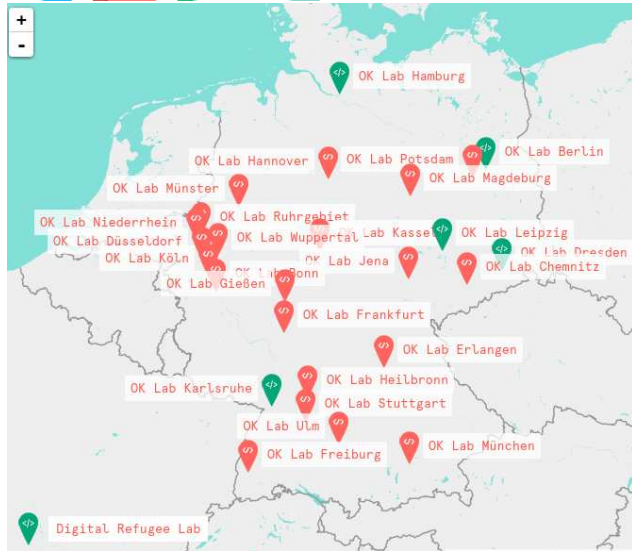 +
-
OK Lab Hamburg
OK Lab Berlin
OK Lab Hannover
OK Lab Potsdam
OK Lab Magdeburg
OK Lab Münster
OK Lab Niederrhein
OK Lab Ruhrgebiet
OK Lab Düsseldorf
OK Lab Wuppertal
Lab Kasse
OK Lab Leipzig
OK Lab Dresden
OK Lab Köln
OK Lab Jena
OK Lab Chemnitz
OK Lab Gießen
OK Lab Frankfurt
OK Lab Erlangen
OK Lab Karlsruhe
OK Lab Heilbronn
OK Lab Stuttgart
OK Lab Ulm
OK Lab München
OK Lab Freiburg
Digital Refugee Lab